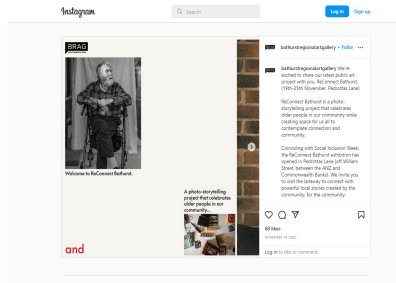 Instagram
Search
Log In
Sign up
BRAG
Welcome to ReConnect Bathurst.
A photo-storytelling
project that celebrates
older people in our
community...
and
bathurstregionalartgallery • Follow
bathurstregionalartgallery We're
excited to share our latest public art
project with you, ReConnect Bathurst.
(19th-25th November, Pedrottas Lane)
ReConnect Bathurst is a photo-
storytelling project that celebrates
older people in our community while
creating space for us all to
contemplate connection and
community.
Coinciding with Social Inclusion Week,
the ReConnect Bathurst exhibition has
opened in Pedrottas Lane (off William
Street, between the ANZ and
Commonwealth Banks). We invite you
to visit the laneway to connect with
powerful local stories created by the
community, for the community.
68 likes
Log in to like or comment.